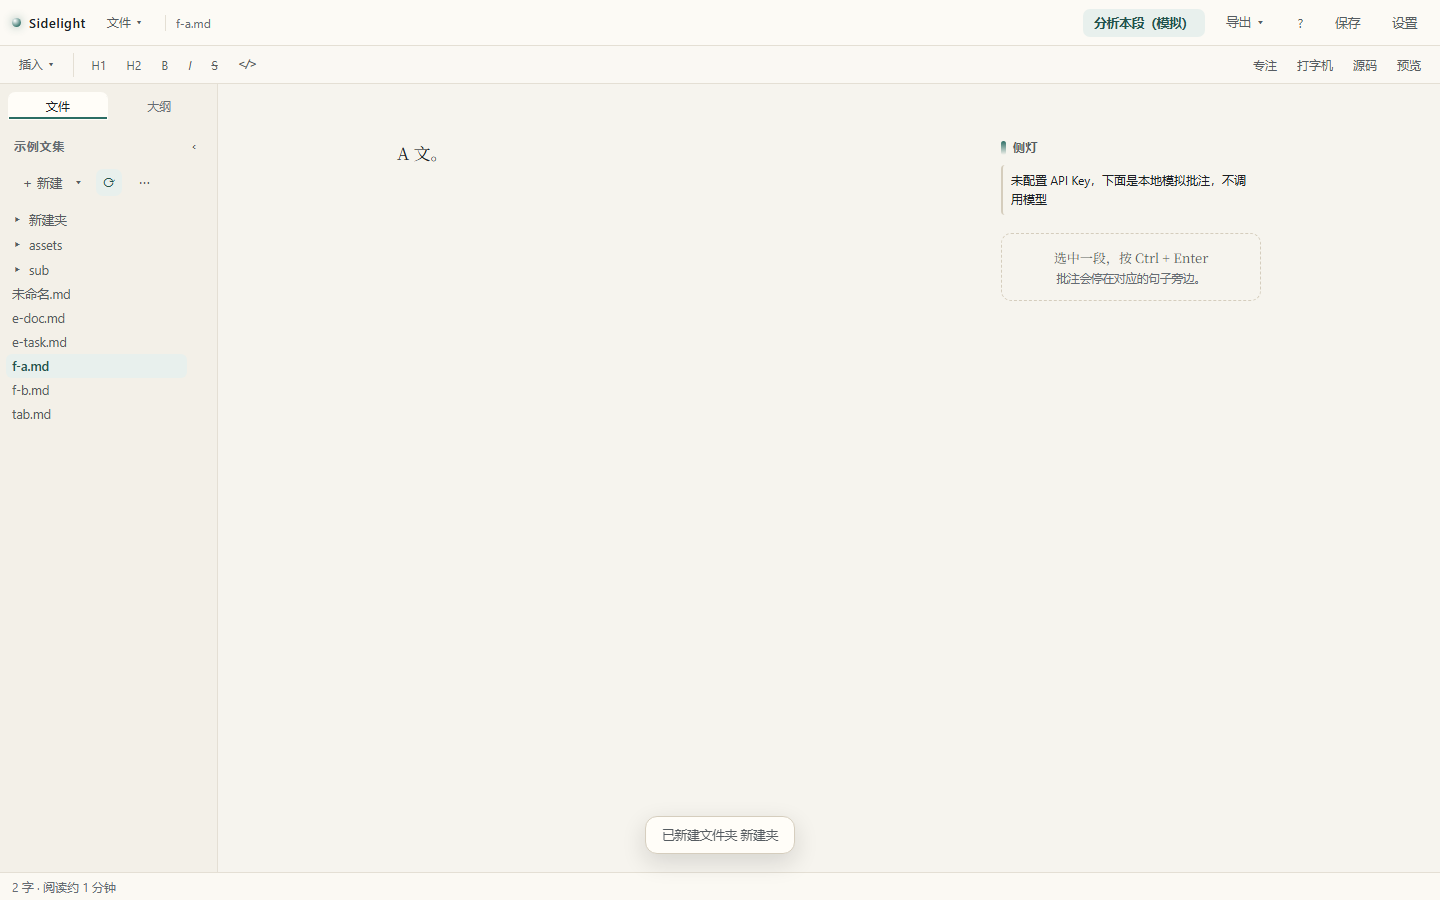 Sidelight 文件 f-a.md 分析本段（模拟） 导出 ? 保存 设置
插入 H1 H2 B I S </> 专注 打字机 源码 预览
文件 大纲
示例文集
+ 新建 ···
新建夹
assets
sub
未命名.md
e-doc.md
e-task.md
f-a.md
f-b.md
tab.md
A 文。
侧灯
未配置 API Key，下面是本地模拟批注，不调
用模型
选中一段，按 Ctrl + Enter
批注会停在对应的句子旁边。
已新建文件夹 新建夹
2 字 · 阅读约 1 分钟